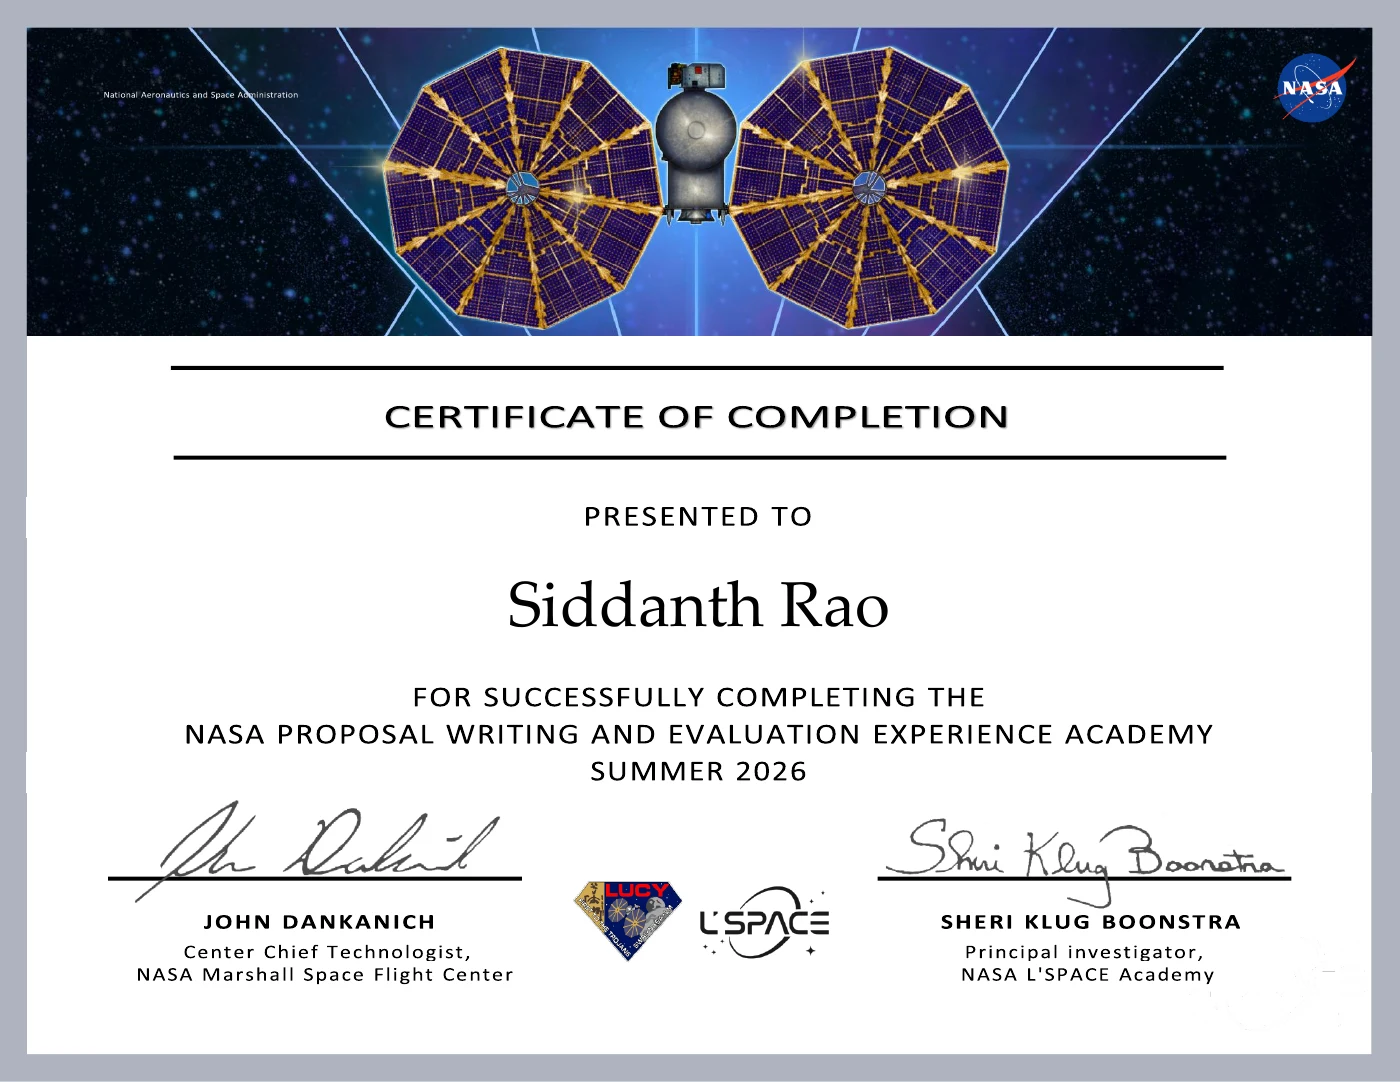 National Aeronautics and Space Administration
NASA
CERTIFICATE OF COMPLETION
PRESENTED TO
Siddanth Rao
FOR SUCCESSFULLY COMPLETING THE
NASA PROPOSAL WRITING AND EVALUATION EXPERIENCE ACADEMY
SUMMER 2026
Sheri Klug Boonstra
LUCY
L'SPACE
JOHN DANKANICH
Center Chief Technologist,
NASA Marshall Space Flight Center
SHERI KLUG BOONSTRA
Principal investigator,
NASA L'SPACE Academy